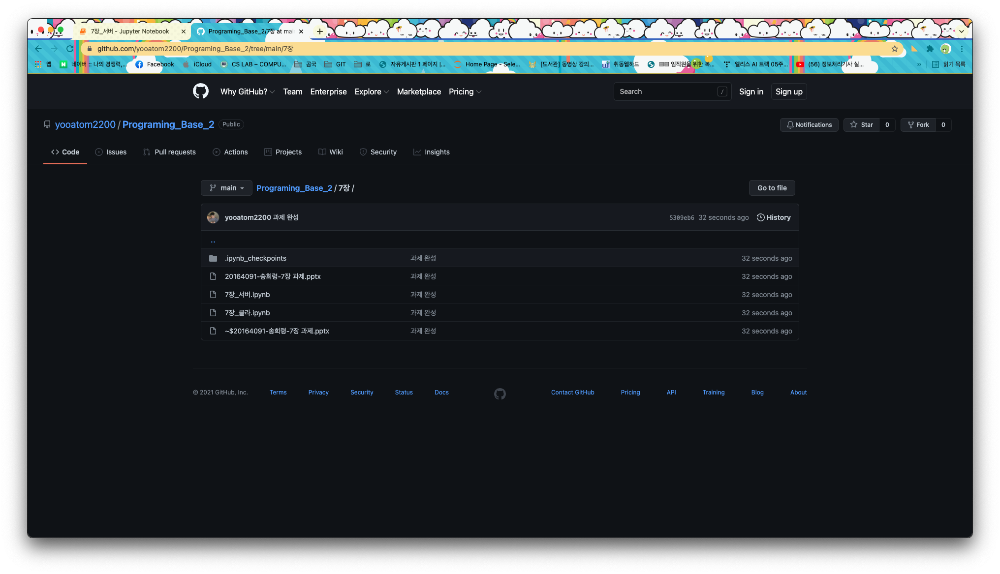 7장_서버 - Jupyter Notebook
Programing_Base_2/7장 at mai
github.com/yooatom2200/Programing_Base_2/tree/main/7장
앱 네이버 :: 나의 경쟁력,... Facebook iCloud CS LAB – COMPU... 곰국 GIT 로 자유게시판 1 페이지 |... Home Page - Sele... [도서관] 동영상 강의... 취동웹하드 임직원을 위한 복... 엘리스 AI 트랙 05주... (56) 정보처리기사 실... » 읽기 목록
Why GitHub? Team Enterprise Explore Marketplace Pricing Search / Sign in Sign up
yooatom2200 / Programing_Base_2 Public Notifications Star 0 Fork 0
Code Issues Pull requests Actions Projects Wiki Security Insights
main Programing_Base_2 / 7장 / Go to file
yooatom2200 과제 완성 5309eb6 32 seconds ago History
..
.ipynb_checkpoints 과제 완성 32 seconds ago
20164091-송희령-7장 과제.pptx 과제 완성 32 seconds ago
7장_서버.ipynb 과제 완성 32 seconds ago
7장_클라.ipynb 과제 완성 32 seconds ago
~$20164091-송희령-7장 과제.pptx 과제 완성 32 seconds ago
© 2021 GitHub, Inc. Terms Privacy Security Status Docs Contact GitHub Pricing API Training Blog About